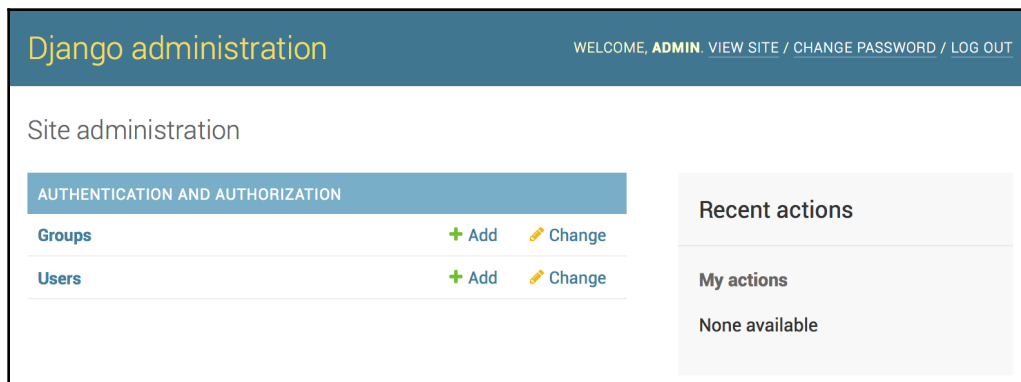 Django administration
WELCOME, ADMIN. VIEW SITE / CHANGE PASSWORD / LOG OUT
Site administration
AUTHENTICATION AND AUTHORIZATION
Groups Add Change
Users Add Change
Recent actions
My actions
None available